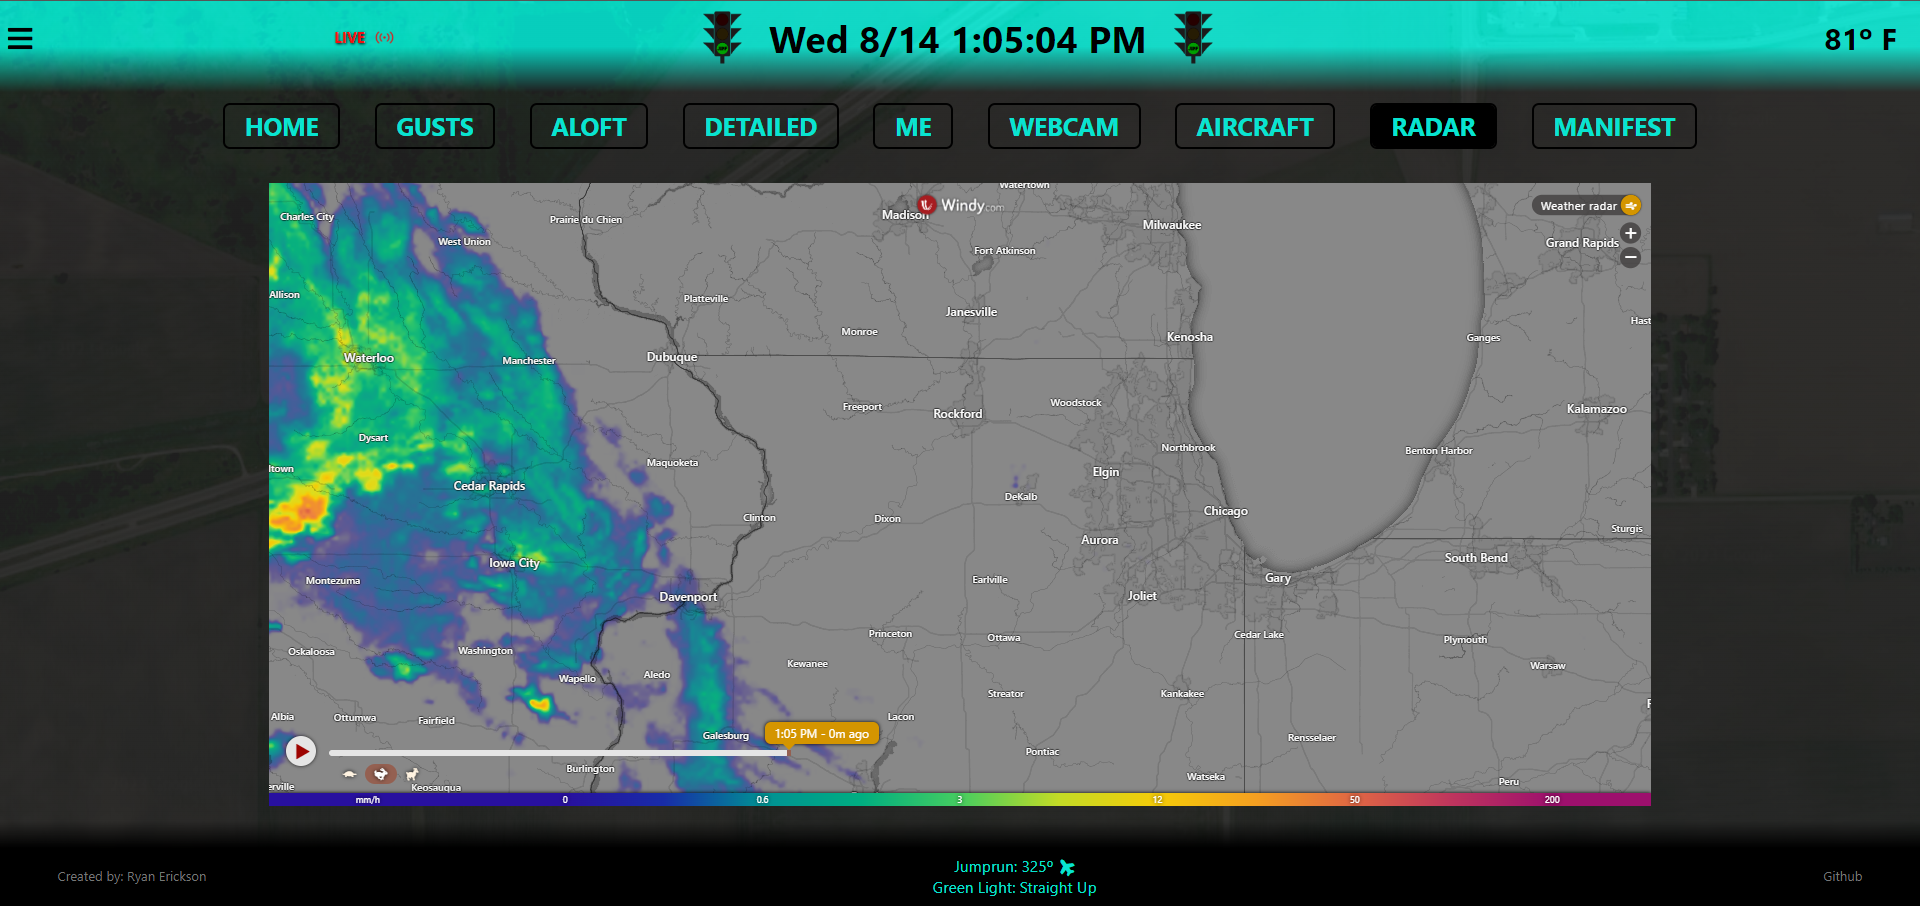 LIVE
Wed 8/14 1:05:04 PM
81º F
HOME
GUSTS
ALOFT
DETAILED
ME
WEBCAM
AIRCRAFT
RADAR
MANIFEST
Watertown
Windy.com
Weather radar
Charles City
Prairie du Chien
Madison
Milwaukee
West Union
Fort Atkinson
Grand Rapids
Allison
Platteville
Janesville
Hast
Monroe
Kenosha
Ganges
Waterloo
Manchester
Dubuque
Freeport
Rockford
Woodstock
Kalamazoo
Dysart
Northbrook
Benton Harbor
ltown
Maquoketa
Elgin
Cedar Rapids
DeKalb
Clinton
Dixon
Chicago
Sturgis
Aurora
Iowa City
South Bend
Montezuma
Earlville
Gary
Davenport
Joliet
Princeton
Ottawa
Cedar Lake
Plymouth
Oskaloosa
Washington
Kewanee
Warsaw
Wapello
Aledo
Streator
Kankakee
Albia
Ottumwa
Fairfield
Lacon
Galesburg
1:05 PM - 0m ago
Rensselaer
Pontiac
Burlington
Watseka
Peru
erville
Keosauqua
mm/h 0 0.6 3 12 50 200
Created by: Ryan Erickson
Jumprun: 325º
Green Light: Straight Up
Github